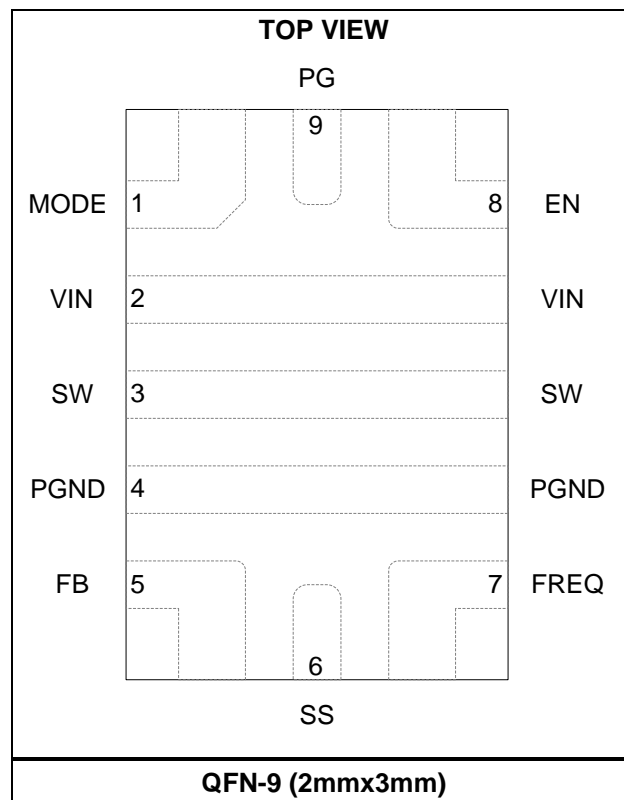 TOP VIEW
PG
9
MODE 1 8 EN
VIN 2 VIN
SW 3 SW
PGND 4 PGND
FB 5 7 FREQ
6
SS
QFN-9 (2mmx3mm)